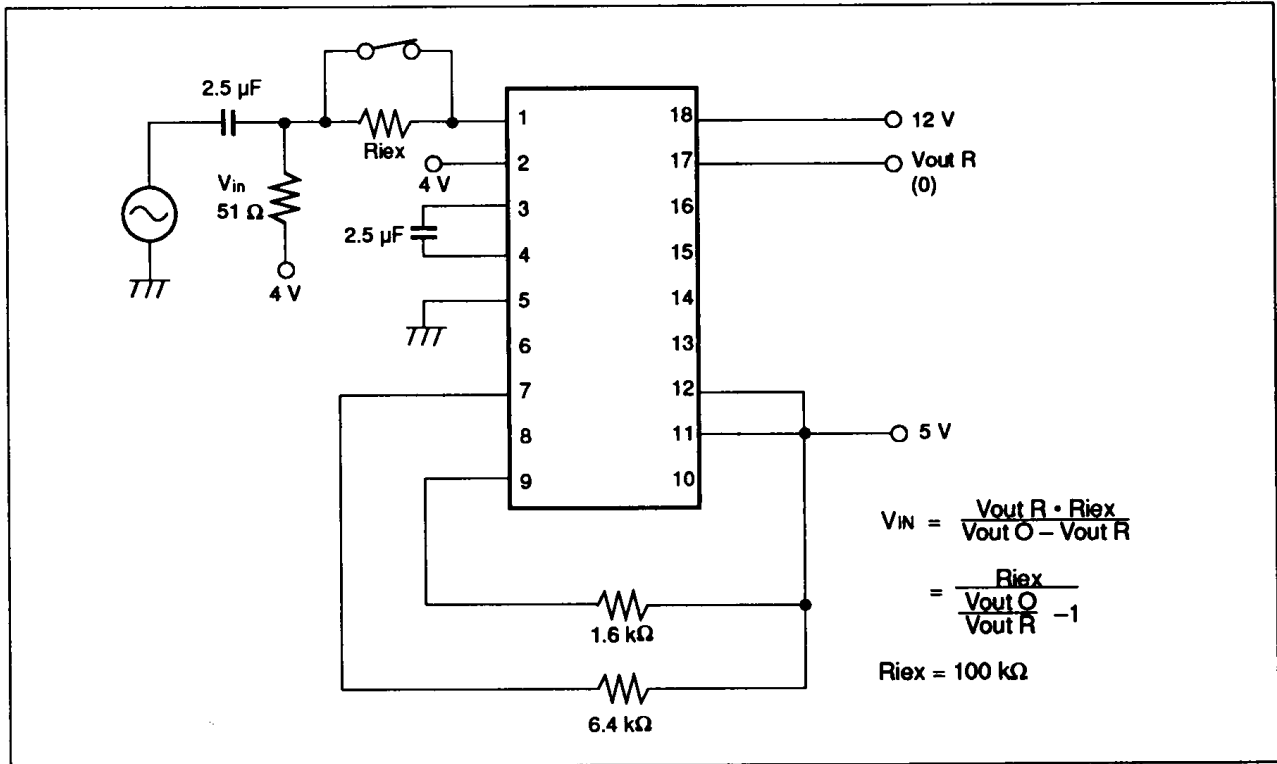 2.5 µF
Riex
Vin
51 Ω
4 V
4 V
2.5 µF
1
2
3
4
5
6
7
8
9
18
17
16
15
14
13
12
11
10
12 V
Vout R
(0)
5 V
1.6 kΩ
6.4 kΩ
VIN = Vout R • Riex
Vout O – Vout R
= Riex
Vout O
Vout R
–1
Riex = 100 kΩ